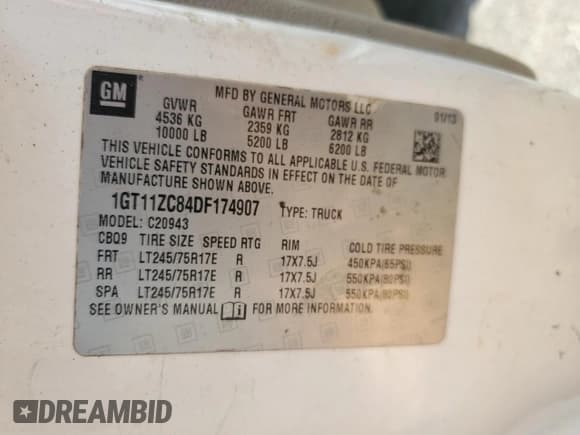 GM
MFD BY GENERAL MOTORS LLC
01/13
GVWR GAWR FRT GAWR RR
4536 KG 2359 KG 2812 KG
10000 LB 5200 LB 6200 LB
THIS VEHICLE CONFORMS TO ALL APPLICABLE U.S. FEDERAL MOTOR
VEHICLE SAFETY STANDARDS IN EFFECT ON THE DATE OF
MANUFACTURE SHOWN ABOVE.
1GT11ZC84DF174907 TYPE: TRUCK
MODEL: C20943
CBQ9 TIRE SIZE SPEED RTG RIM COLD TIRE PRESSURE
FRT LT245/75R17E R 17X7.5J 450KPA(65PSI)
RR LT245/75R17E R 17X7.5J 550KPA(80PSI)
SPA LT245/75R17E R 17X7.5J 550KPA(80PSI)
SEE OWNER'S MANUAL FOR MORE INFORMATION.
DREAMBID